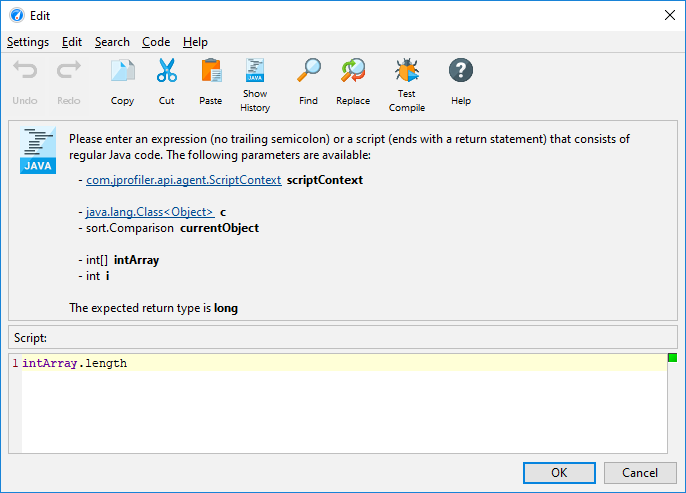 Edit
Settings Edit Search Code Help
Undo Redo Copy Cut Paste Show History Find Replace Test Compile Help
JAVA
Please enter an expression (no trailing semicolon) or a script (ends with a return statement) that consists of
JAVA
regular Java code. The following parameters are available:
- com.jprofiler.api.agent.ScriptContext scriptContext
- java.lang.Class<Object> c
- sort.Comparison currentObject
- int[] intArray
- int i
The expected return type is long
Script:
1 intArray.length
OK Cancel